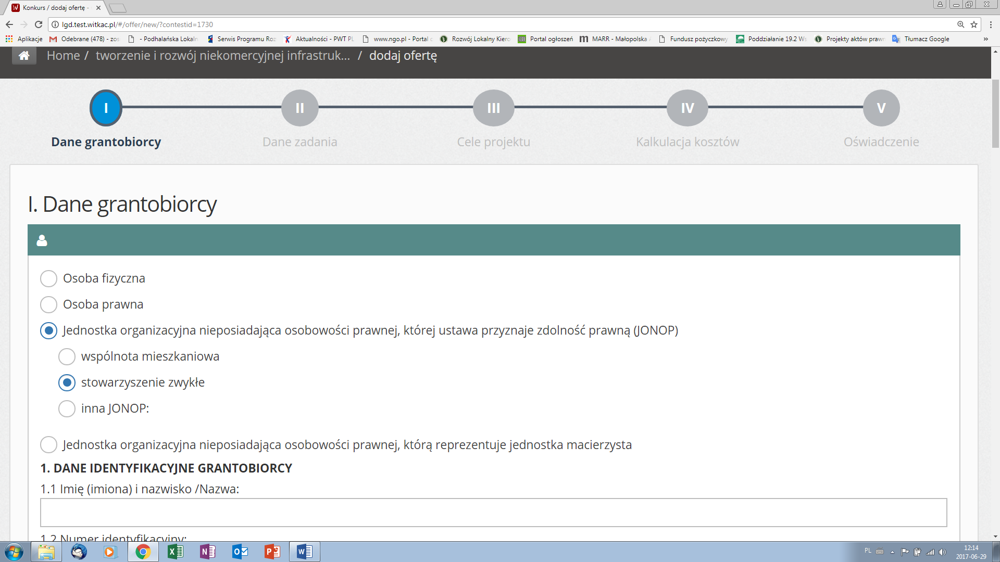 Konkurs / dodaj ofertę -
lgd.test.witkac.pl/#/offer/new/?contestid=1730
Aplikacje Odebrane (478) - zos - Podhalańska Lokaln Serwis Programu Roz Aktualności - PWT PL www.ngo.pl - Portal o Rozwój Lokalny Kiero Portal ogłoszeń MARR - Małopolska A Fundusz pożyczkowy Poddziałanie 19.2 Ws Projekty aktów prawn Tłumacz Google »
Home / tworzenie i rozwój niekomercyjnej infrastruk... / dodaj ofertę
I II III IV V
Dane grantobiorcy Dane zadania Cele projektu Kalkulacja kosztów Oświadczenie
I. Dane grantobiorcy
Osoba fizyczna
Osoba prawna
Jednostka organizacyjna nieposiadająca osobowości prawnej, której ustawa przyznaje zdolność prawną (JONOP)
wspólnota mieszkaniowa
stowarzyszenie zwykłe
inna JONOP:
Jednostka organizacyjna nieposiadająca osobowości prawnej, którą reprezentuje jednostka macierzysta
1. DANE IDENTYFIKACYJNE GRANTOBIORCY
1.1 Imię (imiona) i nazwisko /Nazwa:
1.2 Numer identyfikacyjny:
PL 12:14
2017-06-29